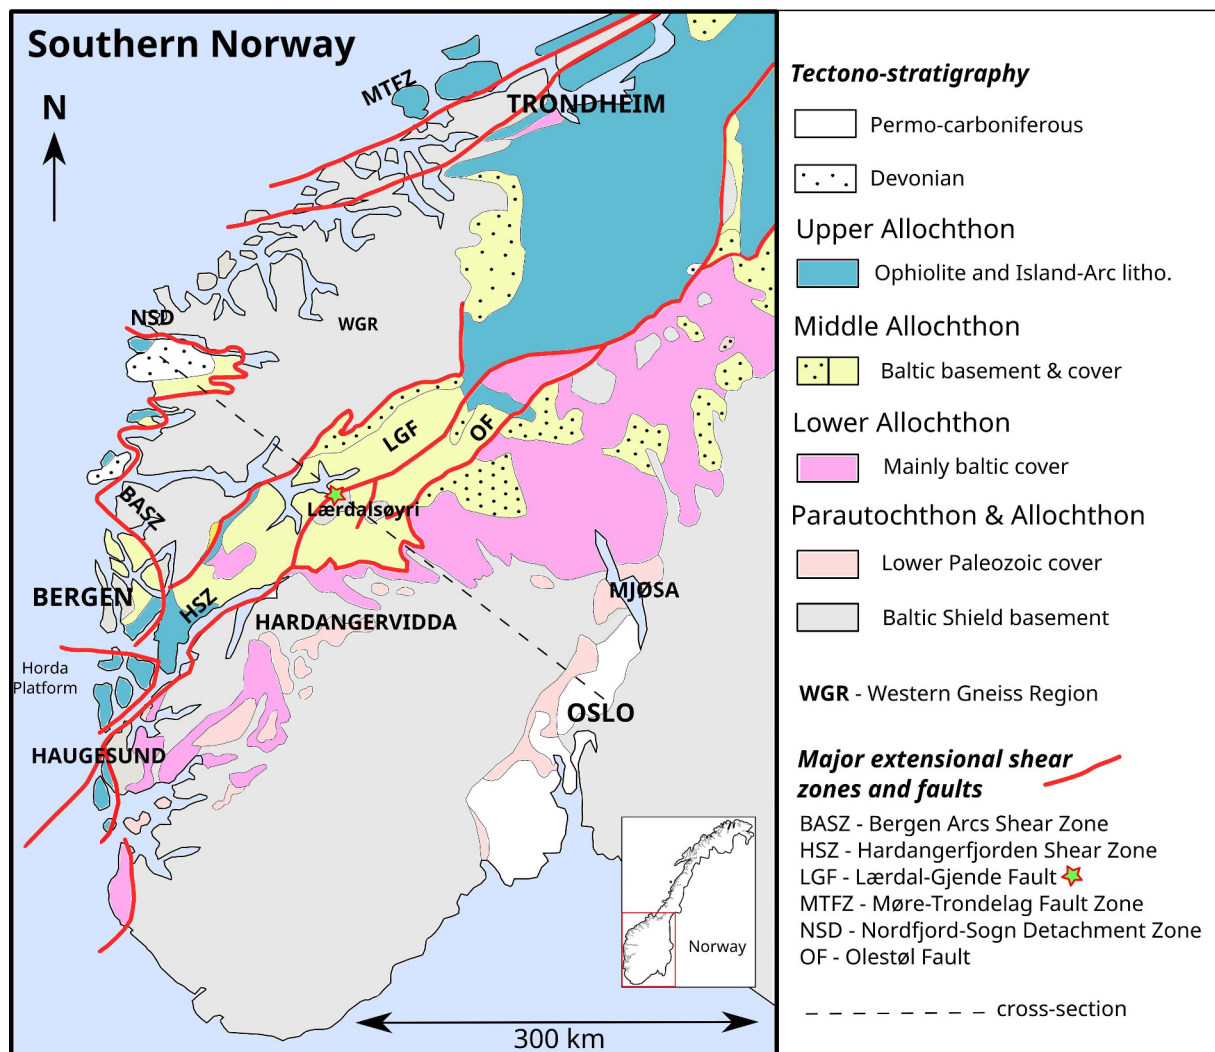 Southern Norway
N
MTFZ
TRONDHEIM
NSD
WGR
LGF
OF
Lærdalsøyri
BASZ
BERGEN
HSZ
MJØSA
HARDANGERVIDDA
Horda
Platform
OSLO
HAUGESUND
Norway
300 km
Tectono-stratigraphy
Permo-carboniferous
Devonian
Upper Allochthon
Ophiolite and Island-Arc litho.
Middle Allochthon
Baltic basement & cover
Lower Allochthon
Mainly baltic cover
Parautochthon & Allochthon
Lower Paleozoic cover
Baltic Shield basement
WGR - Western Gneiss Region
Major extensional shear
zones and faults
BASZ - Bergen Arcs Shear Zone
HSZ - Hardangerfjorden Shear Zone
LGF - Lærdal-Gjende Fault
MTFZ - Møre-Trondelag Fault Zone
NSD - Nordfjord-Sogn Detachment Zone
OF - Olestøl Fault
cross-section